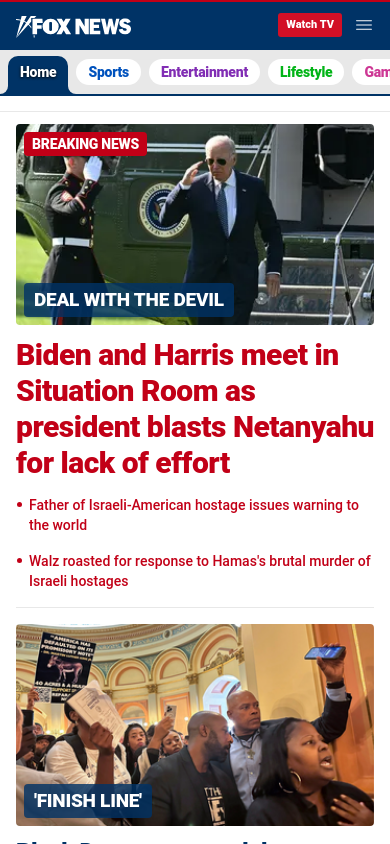 FOX NEWS
Watch TV
Home
Sports
Entertainment
Lifestyle
BREAKING NEWS
DEAL WITH THE DEVIL
Biden and Harris meet in
Situation Room as
president blasts Netanyahu
for lack of effort
• Father of Israeli-American hostage issues warning to
the world
• Walz roasted for response to Hamas's brutal murder of
Israeli hostages
"AMERICA HAS
DEFAULTED ON ITS
PROMISORY NOTE"
40 ACRES & A MULE
THE
'FINISH LINE'